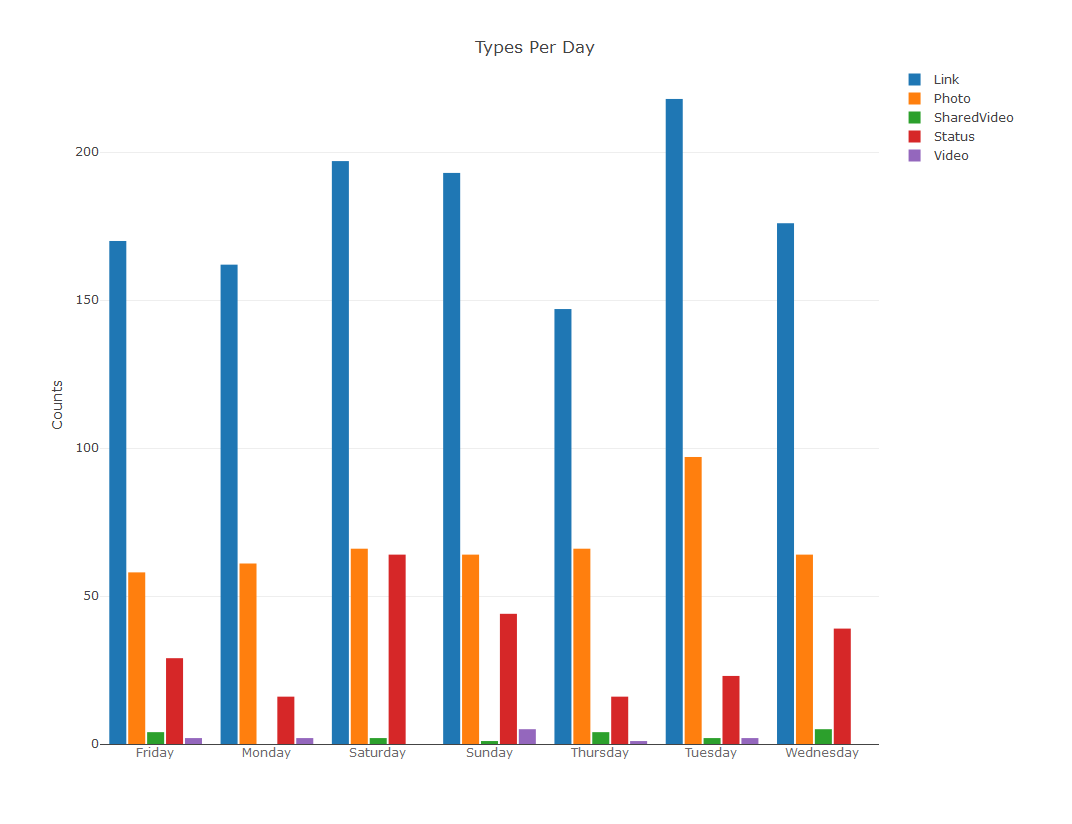 Types Per Day
Link
Photo
SharedVideo
Status
Video
Counts
200
150
100
50
0
Friday
Monday
Saturday
Sunday
Thursday
Tuesday
Wednesday